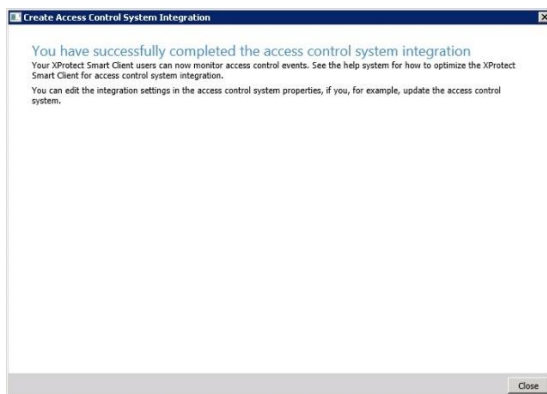 Create Access Control System Integration
You have successfully completed the access control system integration
Your XProtect Smart Client users can now monitor access control events. See the help system for how to optimize the XProtect
Smart Client for access control system integration.
You can edit the integration settings in the access control system properties, if you, for example, update the access control
system.
Close